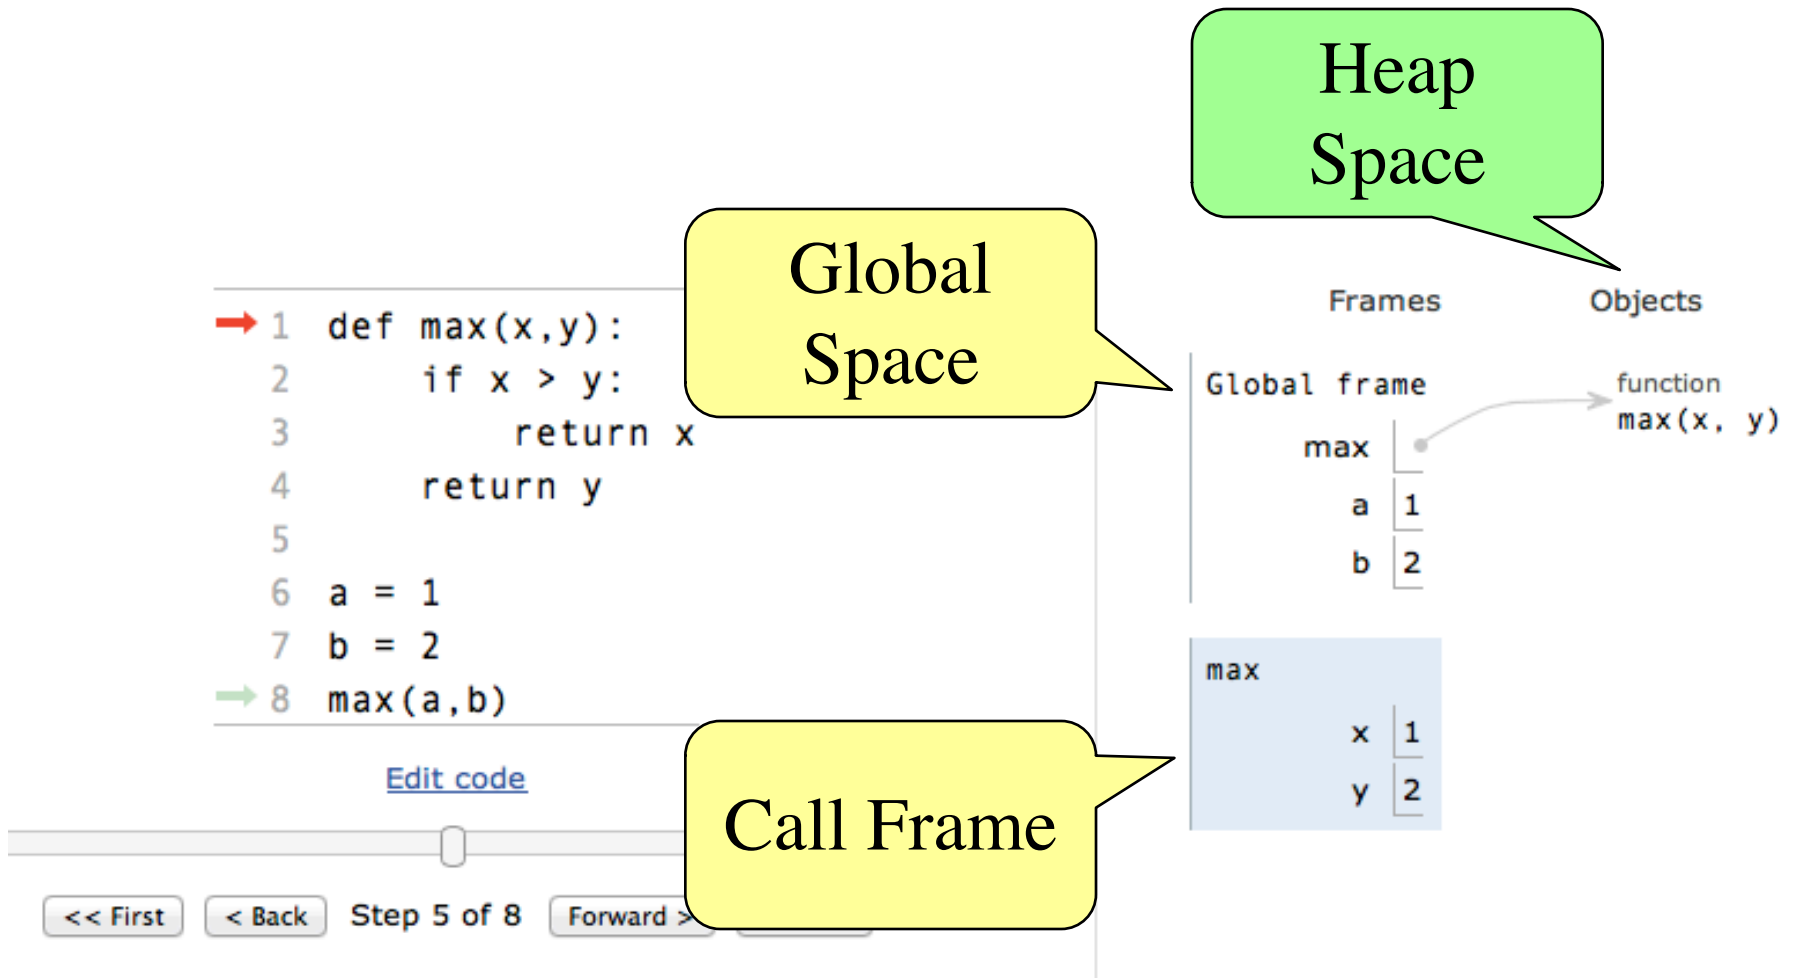 Heap
Space
Global
Space
1 def max(x,y):
2 if x > y:
3 return x
4 return y
5
6 a = 1
7 b = 2
8 max(a,b)
Edit code
<< First
< Back
Step 5 of 8
Forward >
Call Frame
Frames
Objects
Global frame
function
max(x, y)
max
a 1
b 2
max
x 1
y 2